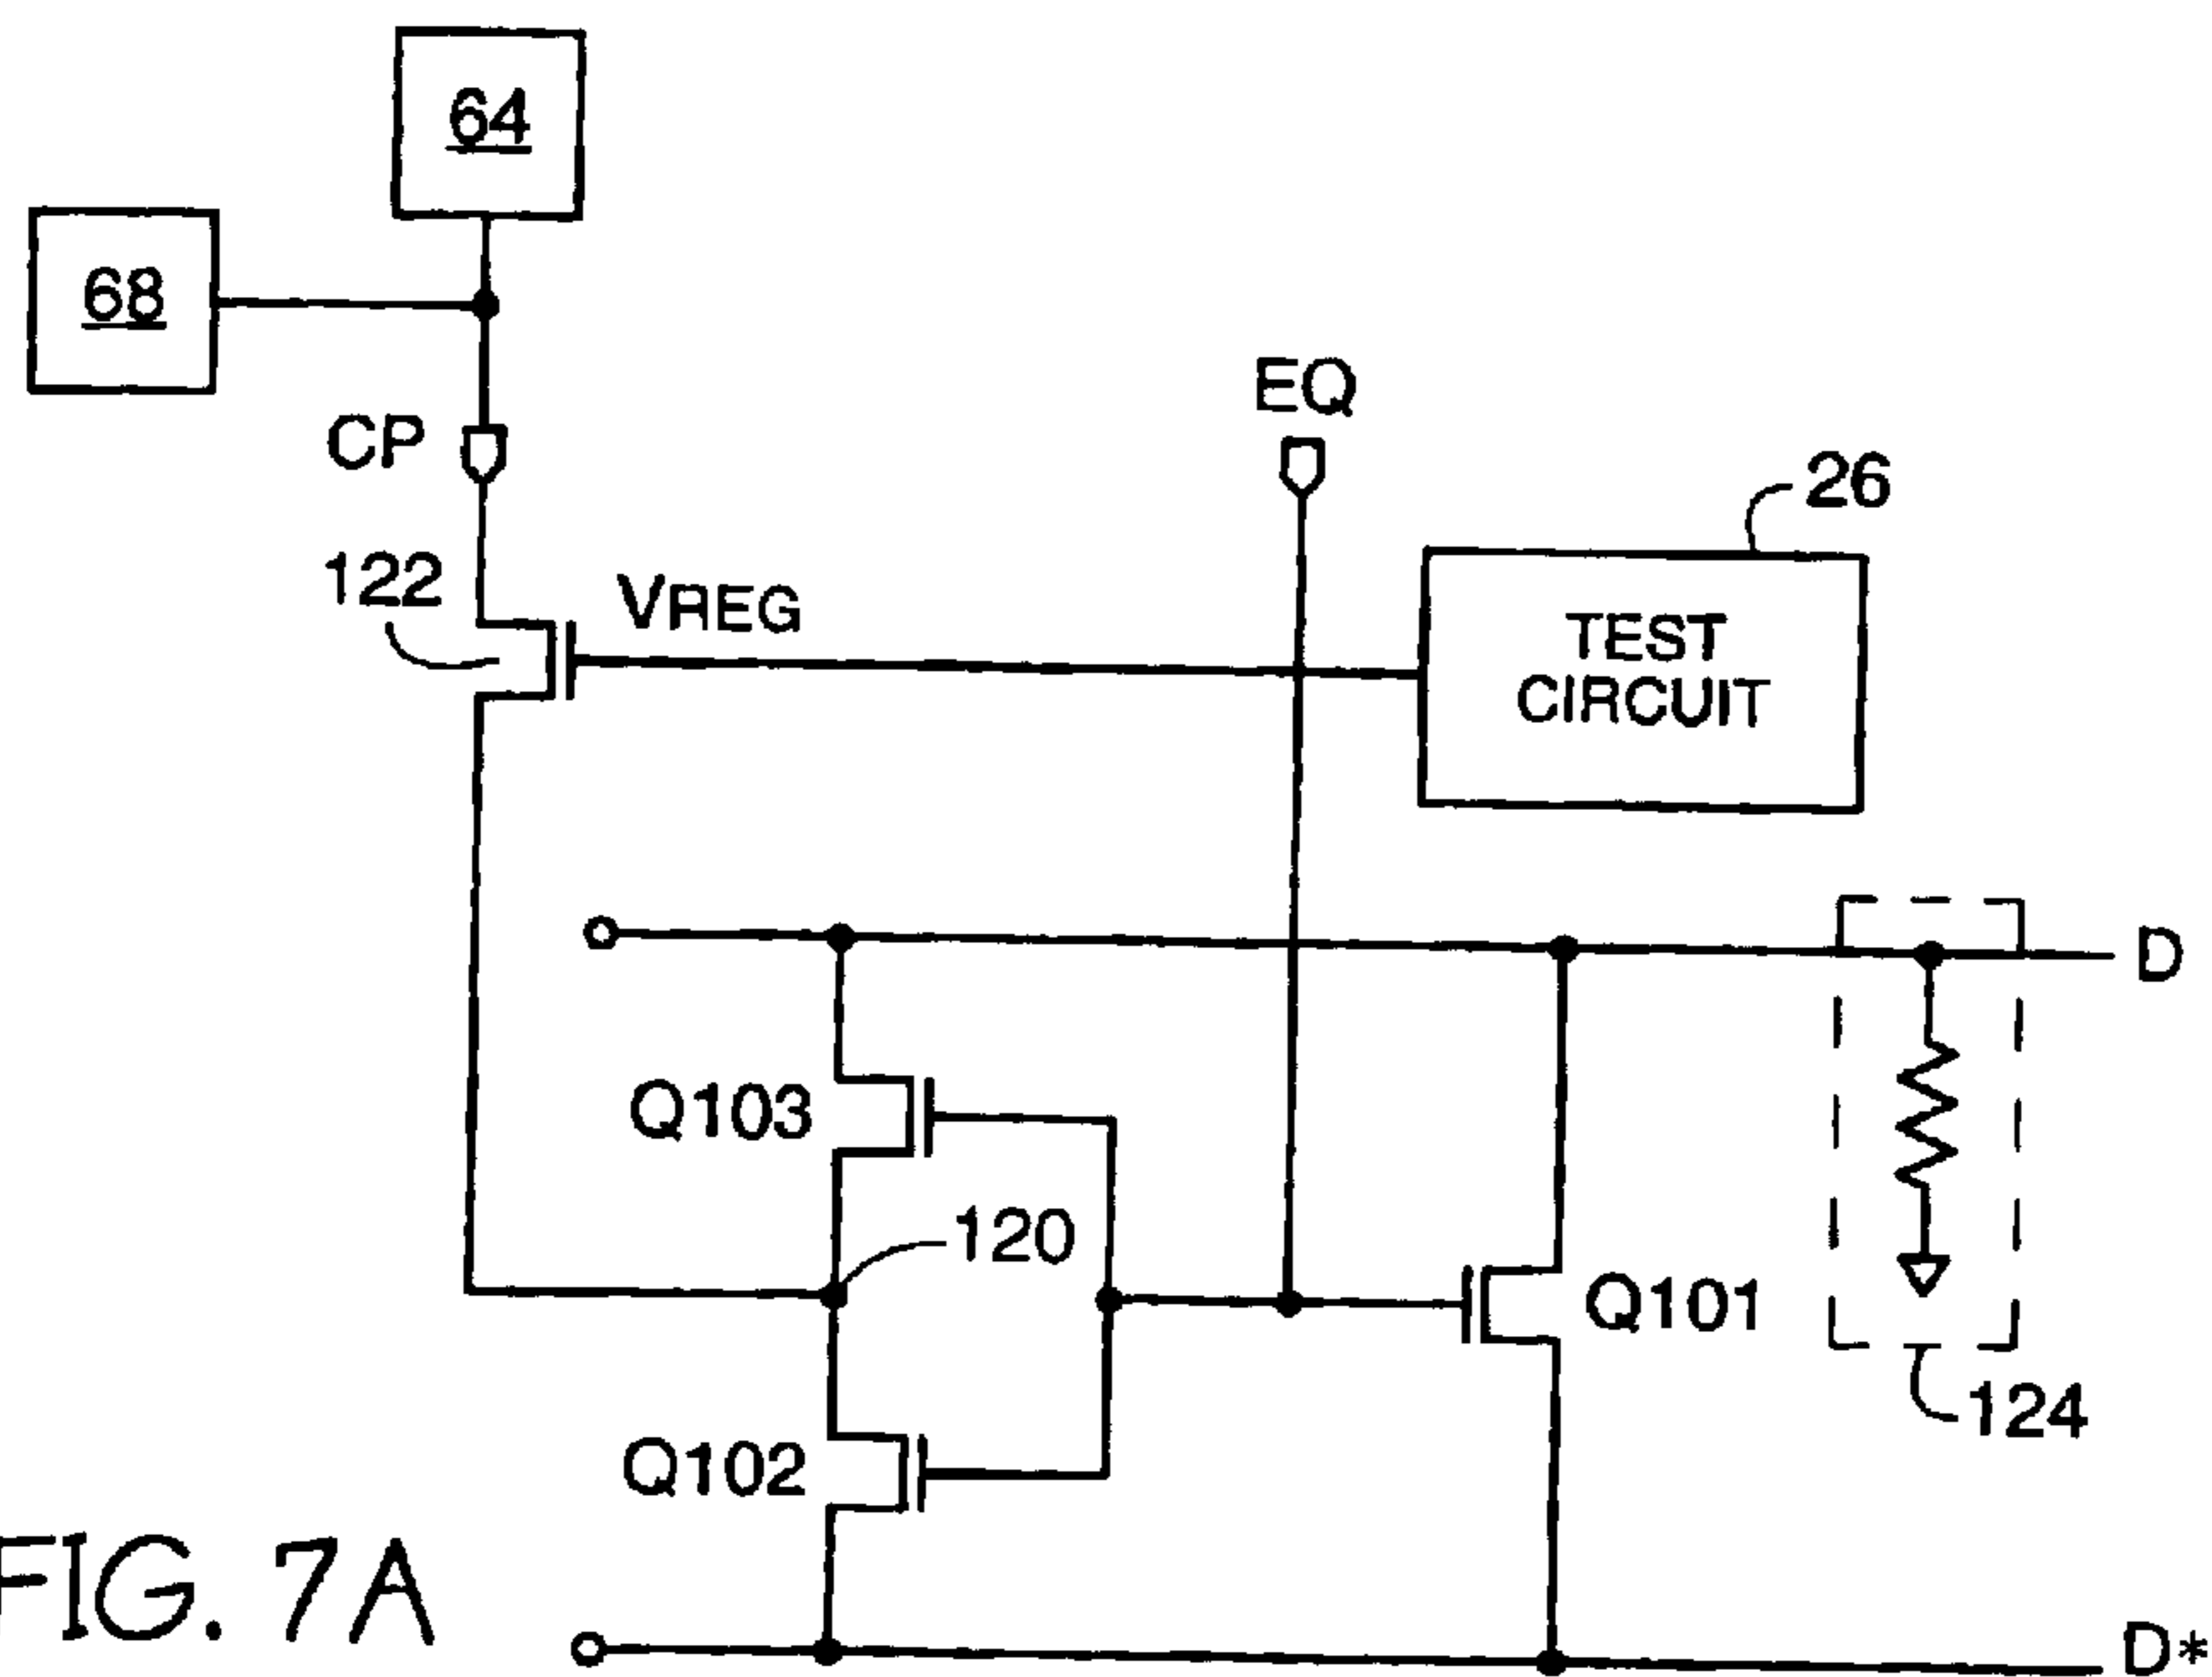 64
68
CP
EQ
26
122
VREG
TEST
CIRCUIT
D
Q103
120
Q101
124
Q102
FIG. 7A
D*